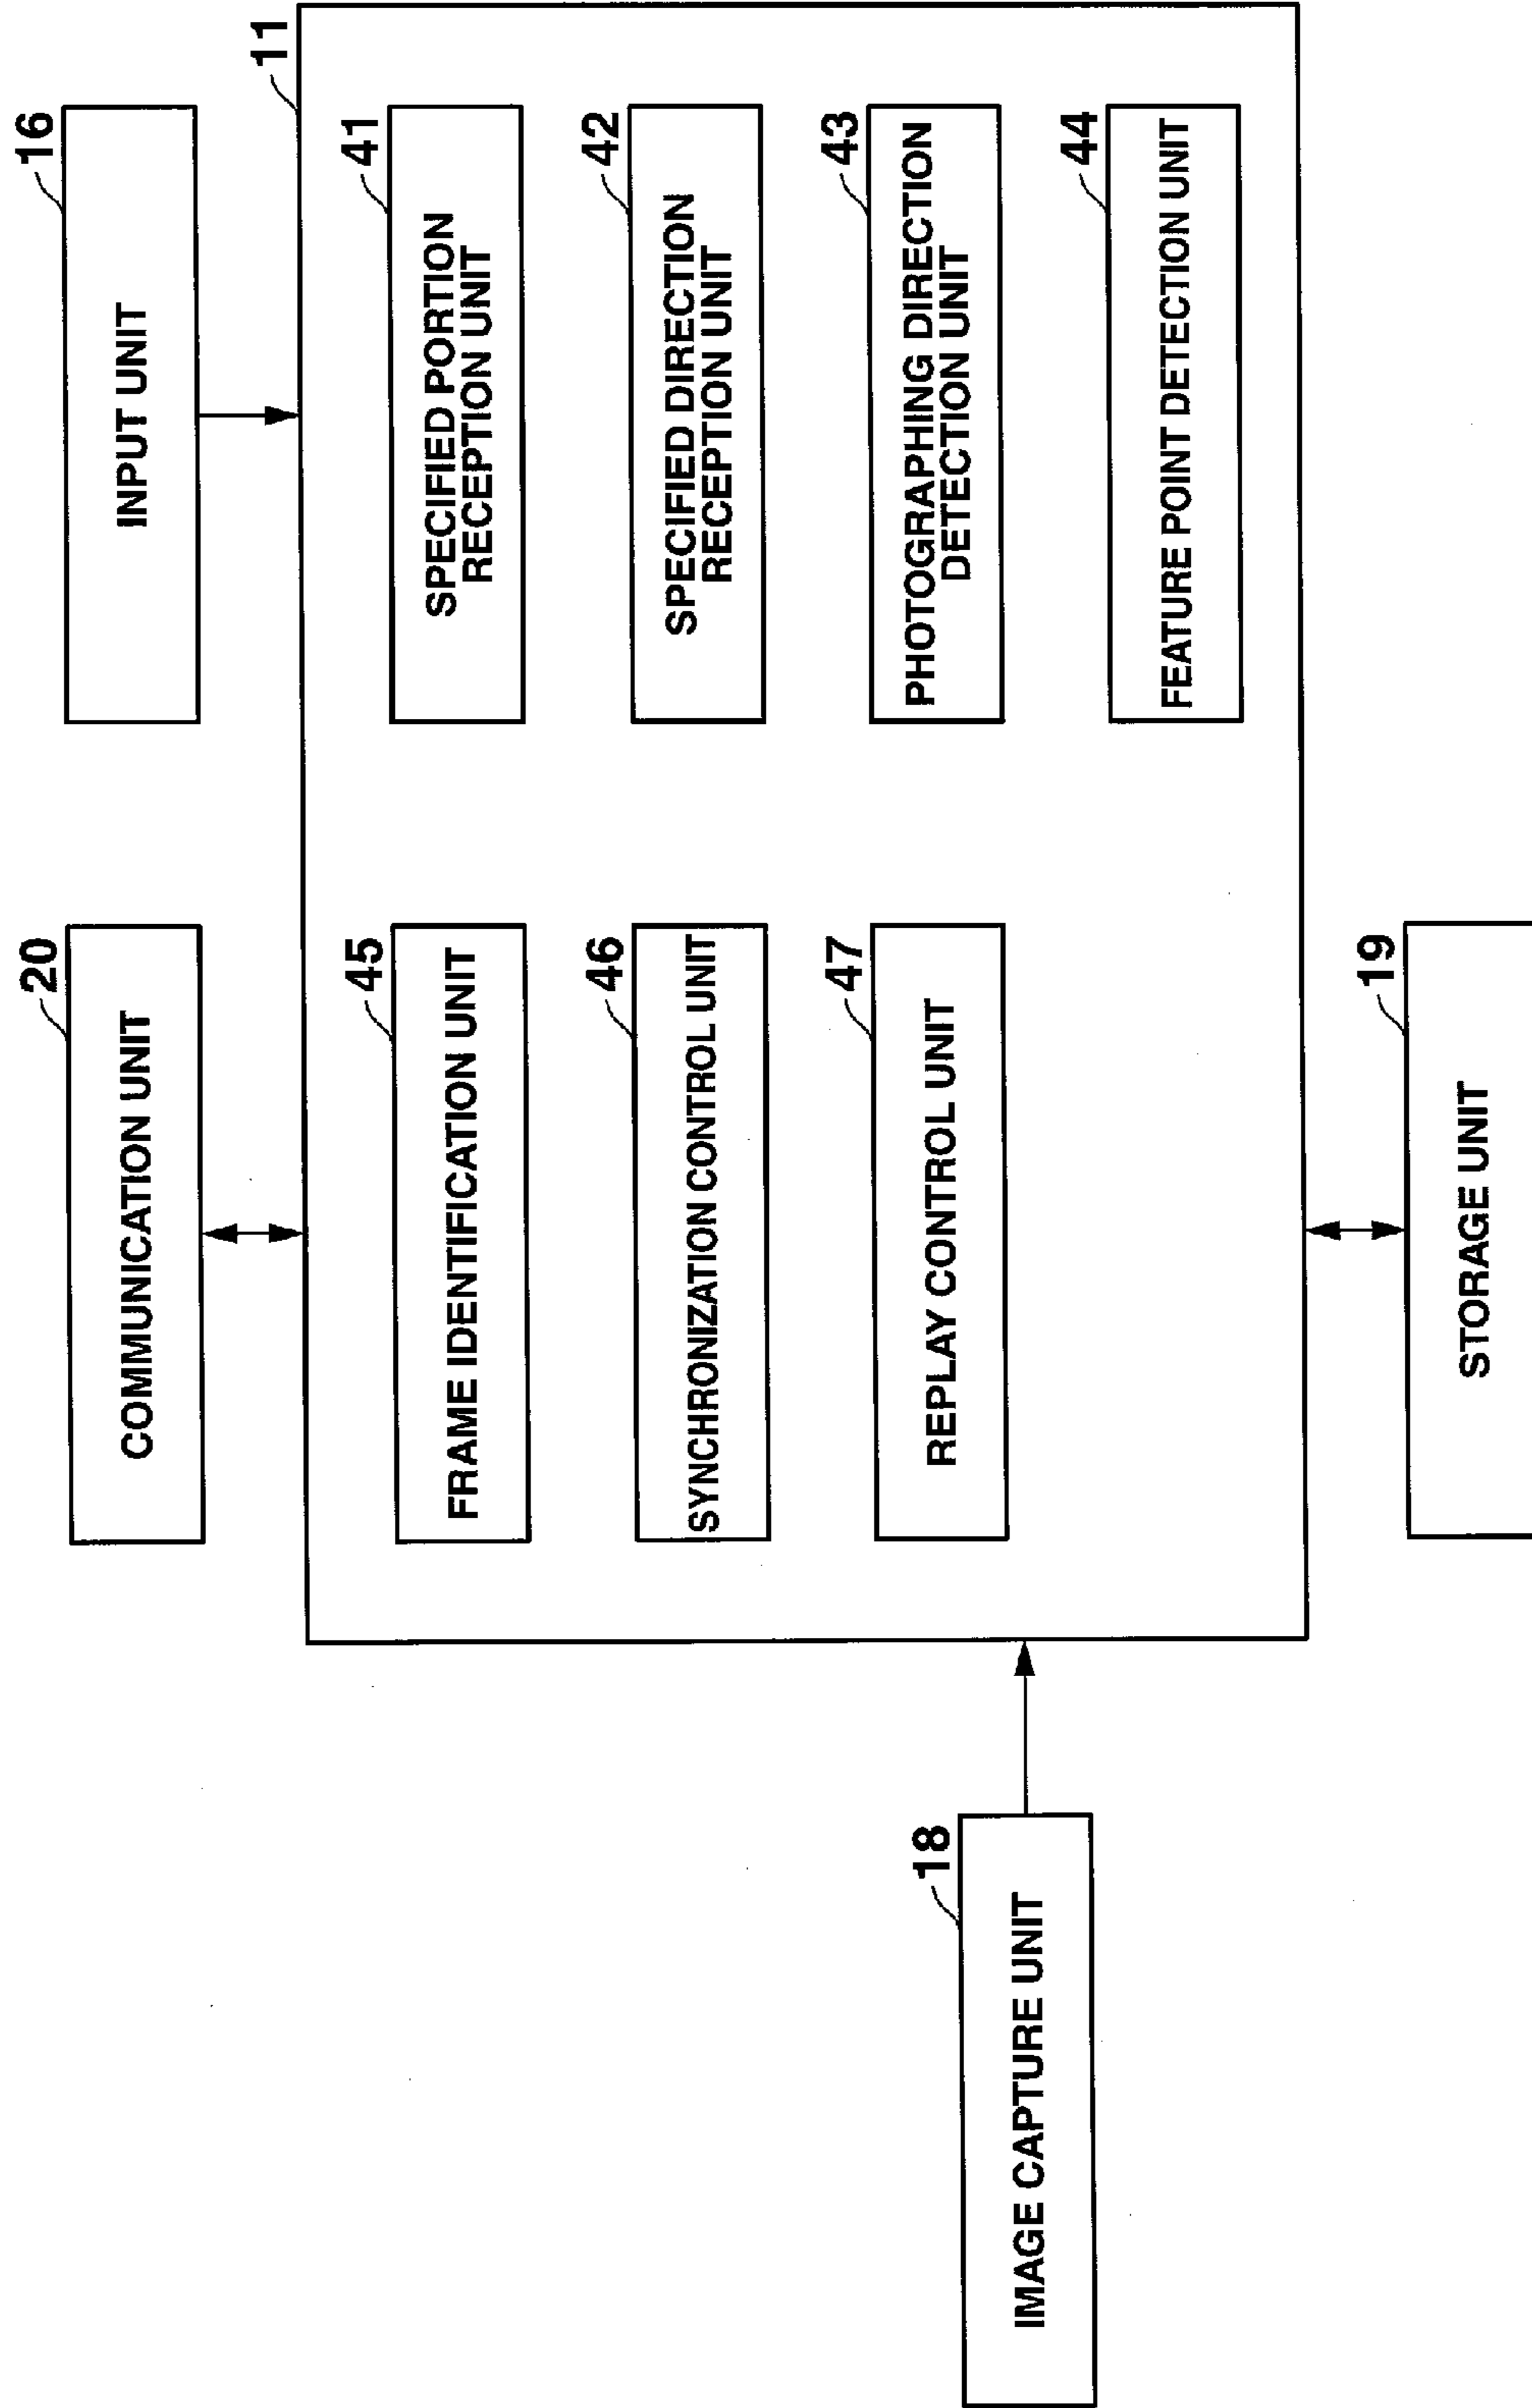 20
COMMUNICATION UNIT
16
INPUT UNIT
11
45
FRAME IDENTIFICATION UNIT
41
SPECIFIED PORTION
RECEPTION UNIT
46
SYNCHRONIZATION CONTROL UNIT
42
SPECIFIED DIRECTION
RECEPTION UNIT
47
REPLAY CONTROL UNIT
43
PHOTOGRAPHING DIRECTION
DETECTION UNIT
18
IMAGE CAPTURE UNIT
44
FEATURE POINT DETECTION UNIT
19
STORAGE UNIT